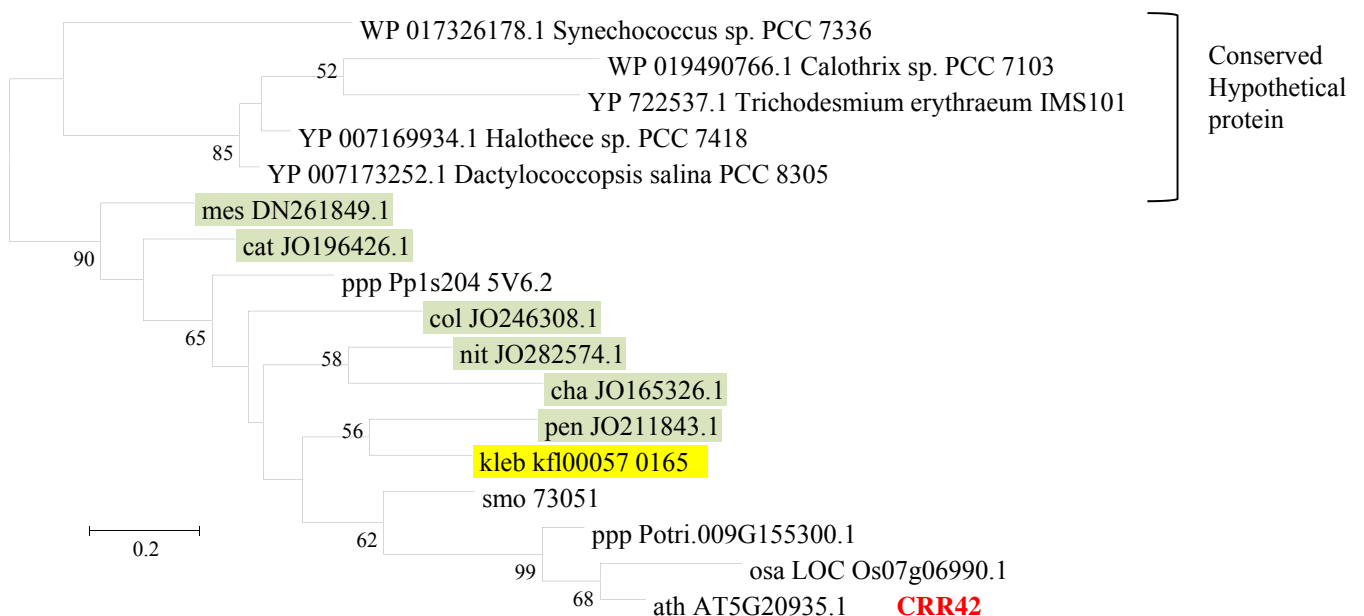 WP 017326178.1 Synechococcus sp. PCC 7336
52
WP 019490766.1 Calothrix sp. PCC 7103
YP 722537.1 Trichodesmium erythraeum IMS101
Conserved
Hypothetical
protein
YP 007169934.1 Halothece sp. PCC 7418
85
YP 007173252.1 Dactylococcopsis salina PCC 8305
mes DN261849.1
90
cat JO196426.1
ppp Pp1s204 5V6.2
65
col JO246308.1
58
nit JO282574.1
cha JO165326.1
56
pen JO211843.1
kleb kfl00057 0165
smo 73051
0.2
62
ppp Potri.009G155300.1
99
osa LOC Os07g06990.1
68
ath AT5G20935.1 CRR42